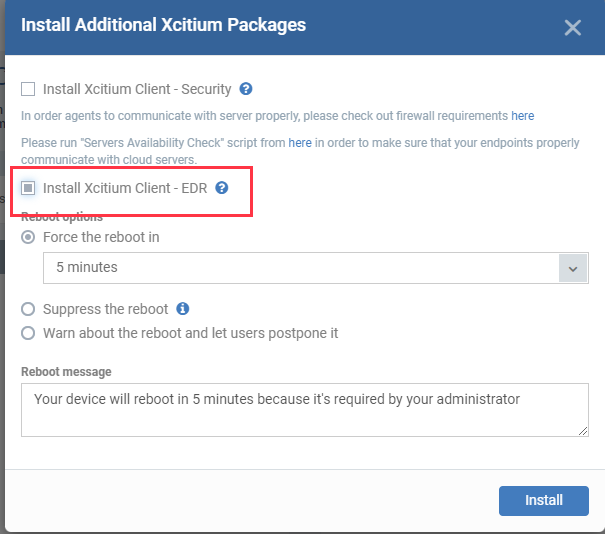 Install Additional Xcitium Packages
Install Xcitium Client - Security
In order agents to communicate with server properly, please check out firewall requirements here
Please run "Servers Availability Check" script from here in order to make sure that your endpoints properly
communicate with cloud servers.
Install Xcitium Client - EDR
Reboot options
Force the reboot in
5 minutes
Suppress the reboot
Warn about the reboot and let users postpone it
Reboot message
Your device will reboot in 5 minutes because it's required by your administrator
Install